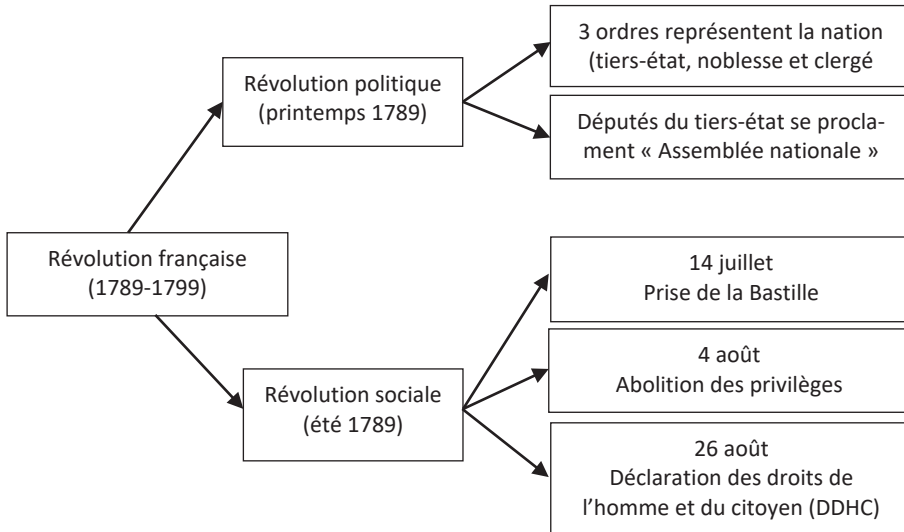 3 ordres représentent la nation
(tiers-état, noblesse et clergé
Révolution politique
(printemps 1789)
Députés du tiers-état se procla-
ment « Assemblée nationale »
Révolution française
(1789-1799)
14 juillet
Prise de la Bastille
4 août
Abolition des privilèges
Révolution sociale
(été 1789)
26 août
Déclaration des droits de
l’homme et du citoyen (DDHC)